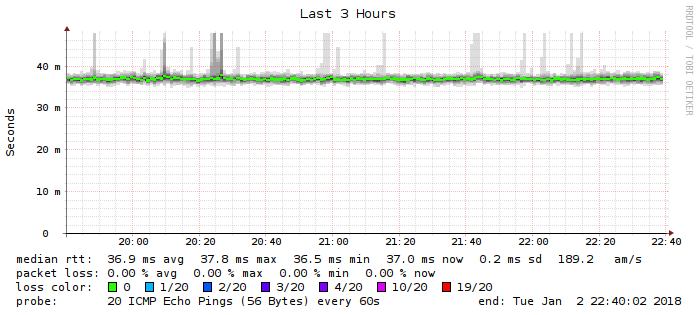 Last 3 Hours
RRDTOOL / TOBI OETIKER
Seconds
40 m
30 m
20 m
10 m
0
20:00 20:20 20:40 21:00 21:20 21:40 22:00 22:20 22:40
median rtt: 36.9 ms avg 37.8 ms max 36.5 ms min 37.0 ms now 0.2 ms sd 189.2 am/s
packet loss: 0.00 % avg 0.00 % max 0.00 % min 0.00 % now
loss color: 0 1/20 2/20 3/20 4/20 10/20 19/20
probe: 20 ICMP Echo Pings (56 Bytes) every 60s end: Tue Jan 2 22:40:02 2018